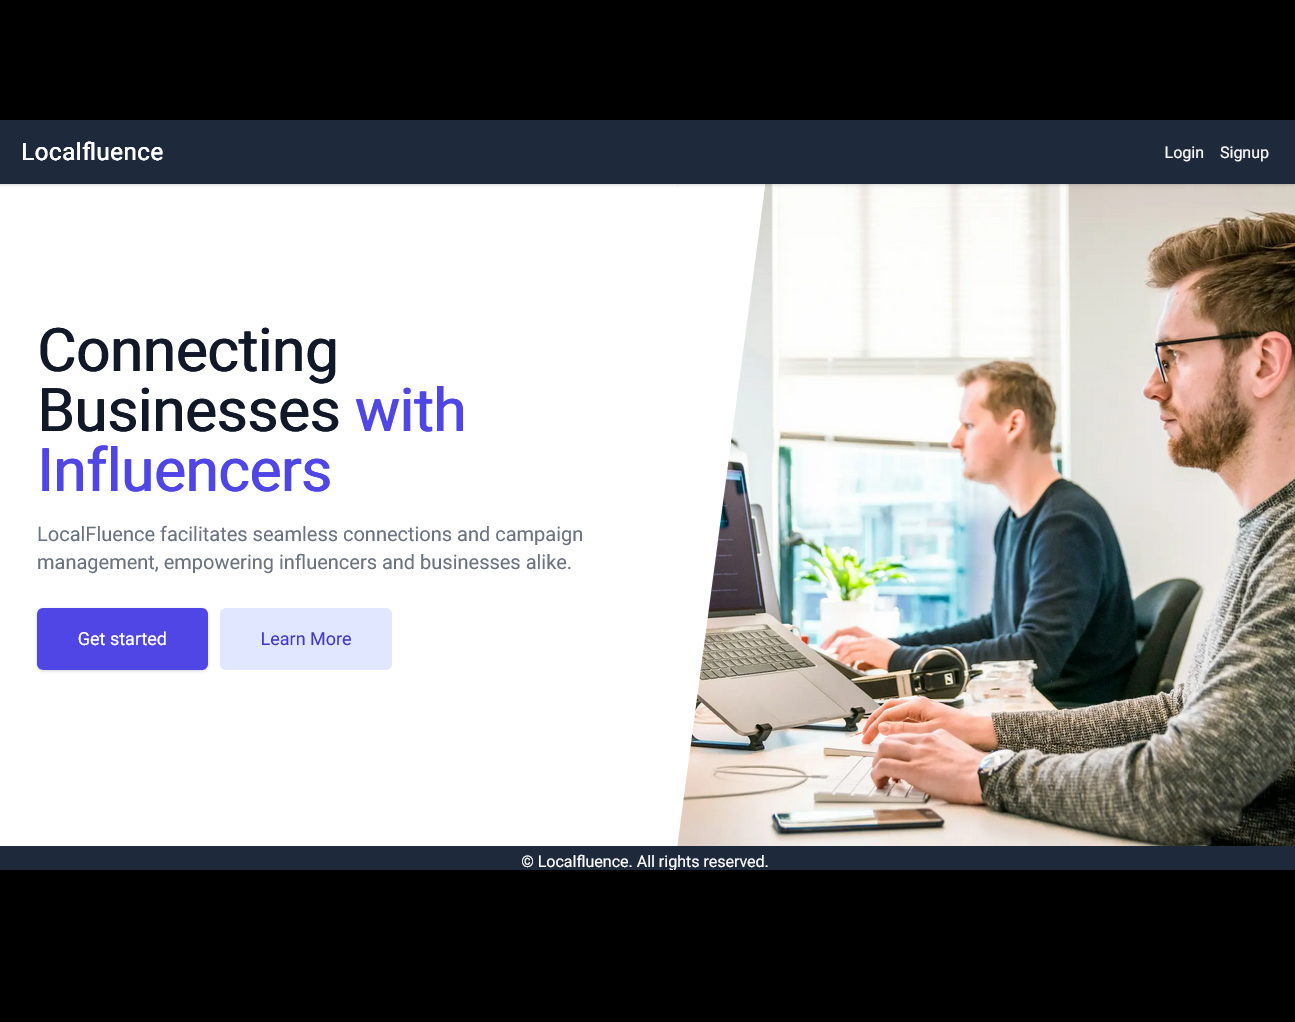 Localfluence
Login Signup
Connecting
Businesses with
Influencers
LocalFluence facilitates seamless connections and campaign
management, empowering influencers and businesses alike.
Get started Learn More
© Localfluence. All rights reserved.